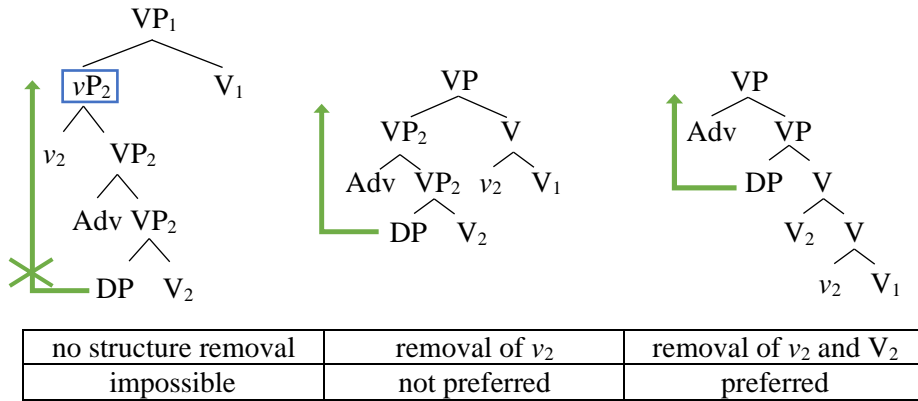 VP₁
vP₂ V₁
v₂ VP₂
Adv VP₂
DP V₂
VP
VP₂ V
Adv VP₂ v₂ V₁
DP V₂
VP
Adv VP
DP V
V₂ V
v₂ V₁
no structure removal removal of v₂ removal of v₂ and V₂
impossible not preferred preferred